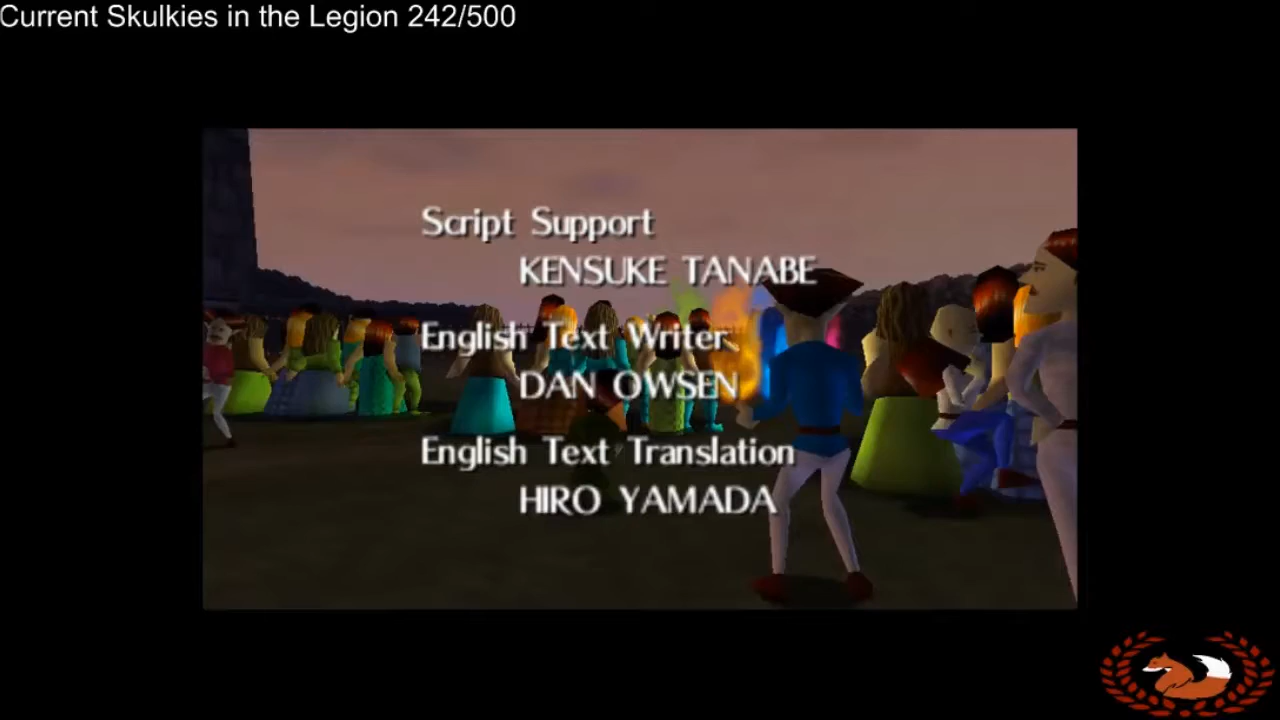 Current Skulkies in the Legion 242/500
Script Support
KENSUKE TANABE
English Text Writer
DAN OWSEN
English Text Translation
HIRO YAMADA